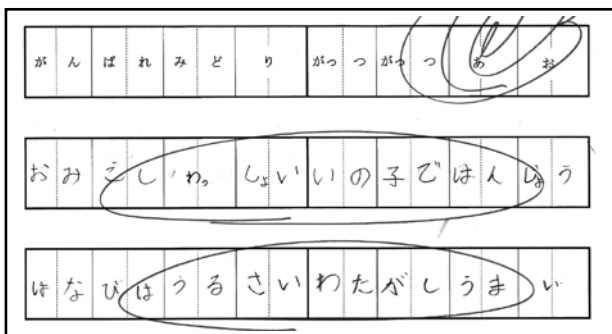 がんばれみどりがっつがっつあお
おみこしわっしょいいの子ではんじょう
はなびはうるさいわたがしうまい